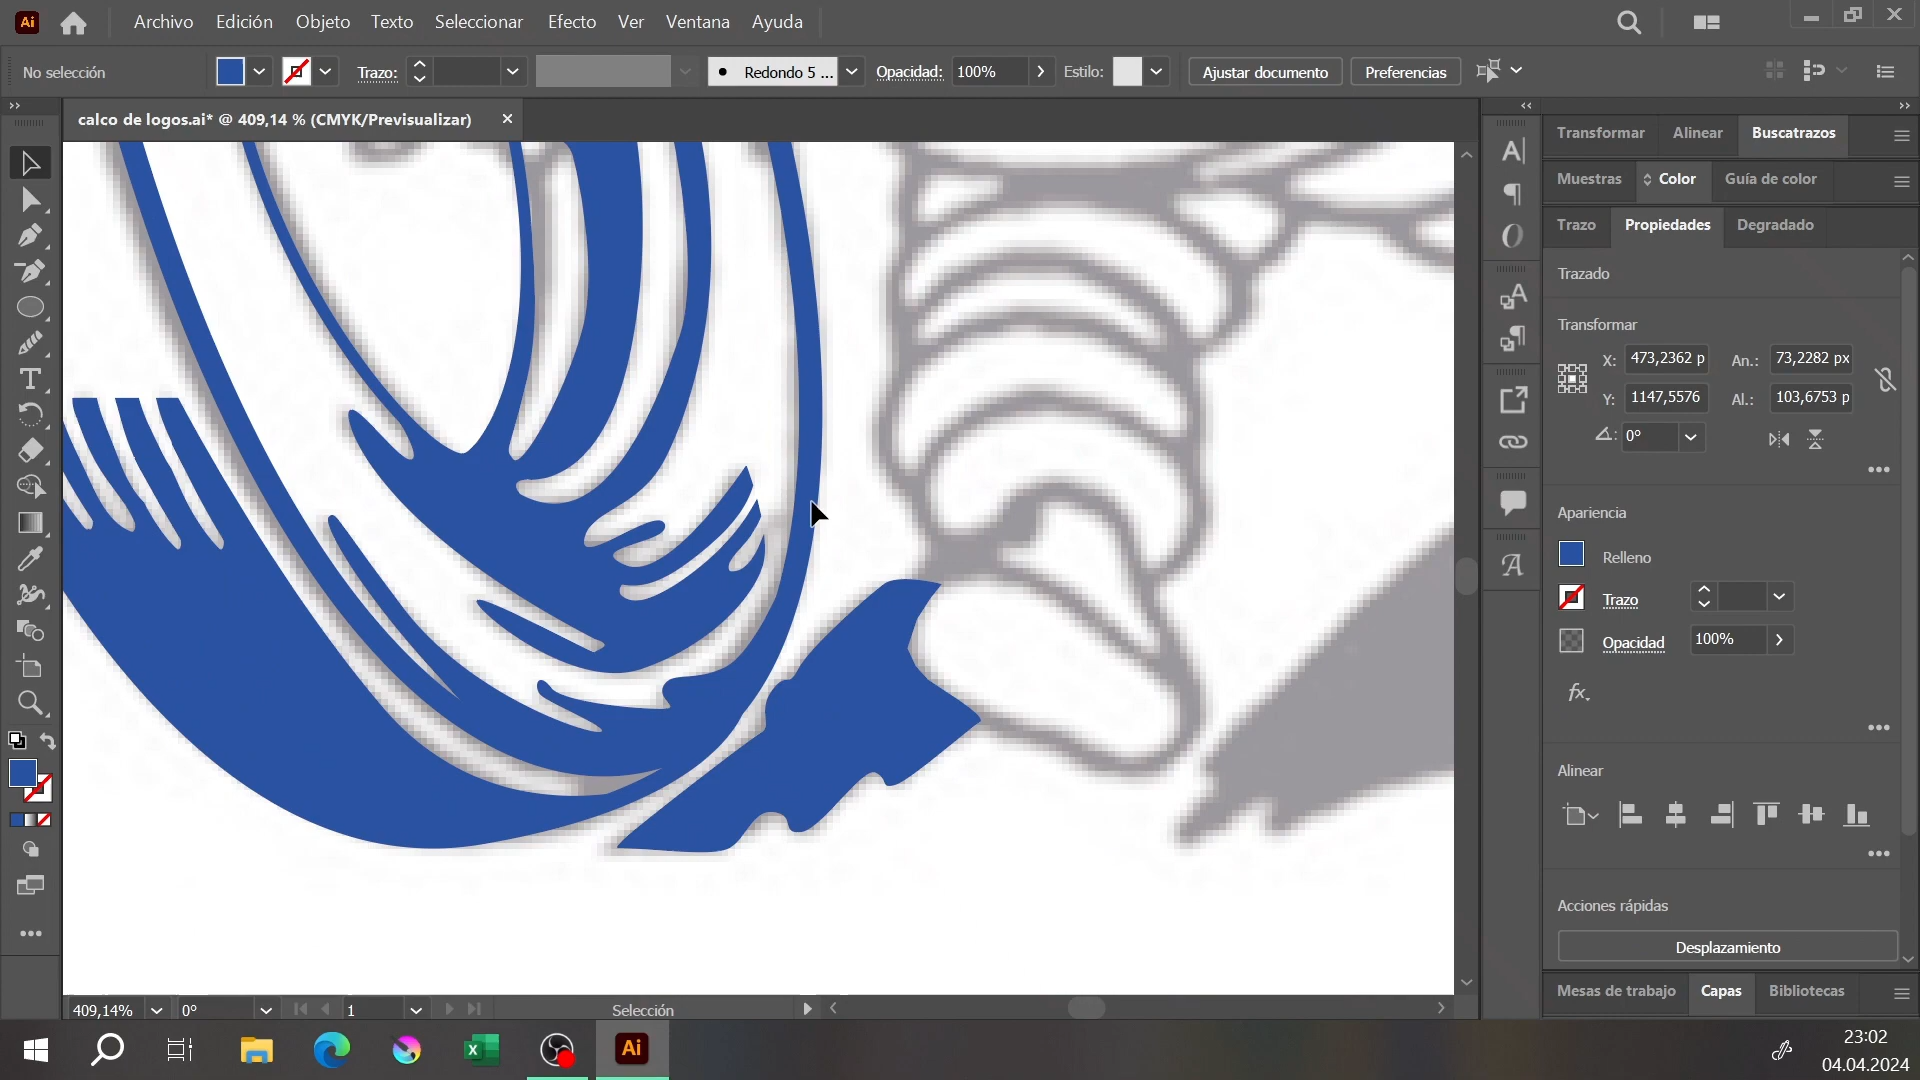 Ai Archivo Edición Objeto Texto Seleccionar Efecto Ver Ventana Ayuda
No selección Trazo: Redondo 5 ... Opacidad: 100% Estilo: Ajustar documento Preferencias
calco de logos.ai* @ 409,14 % (CMYK/Previsualizar)
Transformar Alinear Buscatrazos
Muestras Color Guía de color
Trazo Propiedades Degradado
Trazado
Transformar
X: 473,2362 p An.: 73,2282 px
Y: 1147,5576 Al.: 103,6753 p
0°
Apariencia
Relleno
Trazo
Opacidad 100%
fx.
Alinear
Acciones rápidas
Desplazamiento
Mesas de trabajo Capas Bibliotecas
409,14% 0° 1 Selección
Ai
23:02
04.04.2024